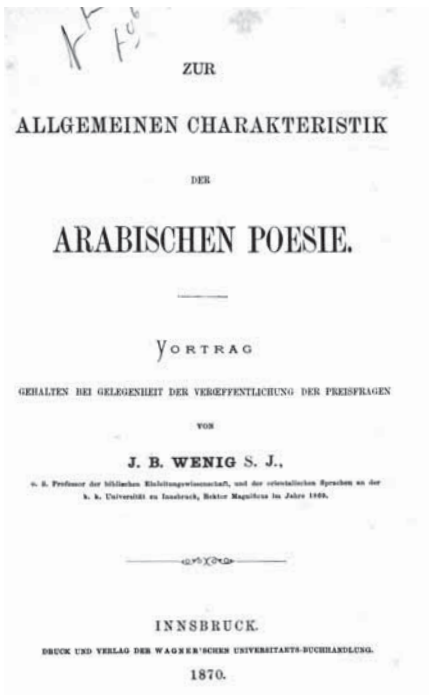 ZUR
ALLGEMEINEN CHARAKTERISTIK
DER
ARABISCHEN POESIE.
VORTRAG
GEHALTEN BEI GELEGENHEIT DER VEROEFFENTLICHUNG DER PREISFRAGEN
VON
J. B. WENIG S. J.,
o. ö. Professor der biblischen Einleitungswissenschaft, und der orientalischen Sprachen an der
k. k. Universität zu Innsbruck, Rektor Magnificus im Jahre 1869.
INNSBRUCK.
DRUCK UND VERLAG DER WAGNER'SCHEN UNIVERSITAETS-BUCHHANDLUNG.
1870.